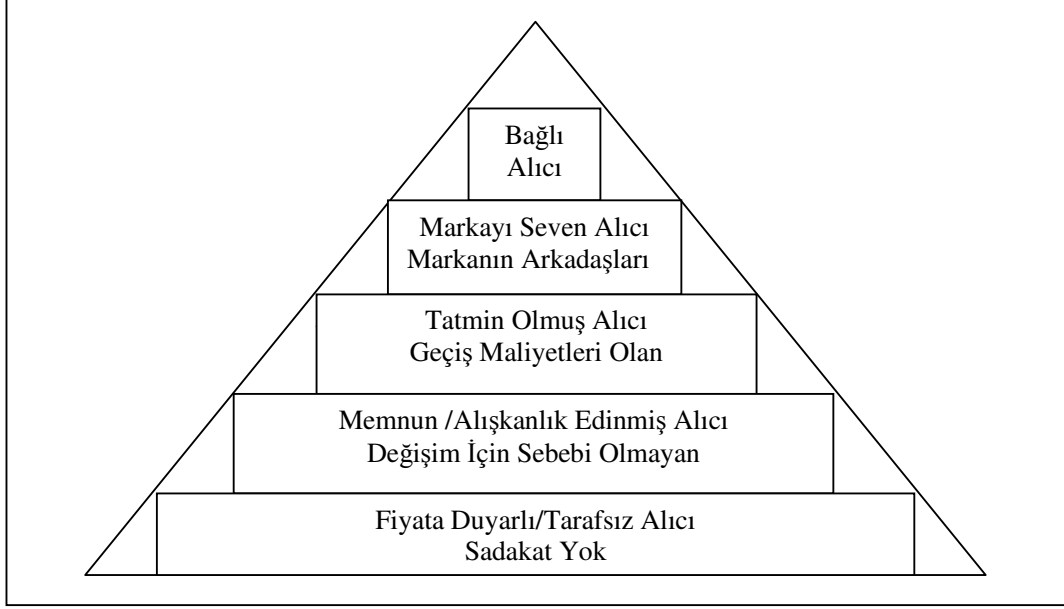 Bağlı
Alıcı
Markayı Seven Alıcı
Markanın Arkadaşları
Tatmin Olmuş Alıcı
Geçiş Maliyetleri Olan
Memnun /Alışkanlık Edinmiş Alıcı
Değişim İçin Sebebi Olmayan
Fiyata Duyarlı/Tarafsız Alıcı
Sadakat Yok